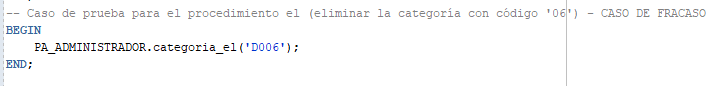 -- Caso de prueba para el procedimiento el (eliminar la categoría con código '06') - CASO DE FRACASO
BEGIN
PA_ADMINISTRADOR.categoria_el('D006');
END;